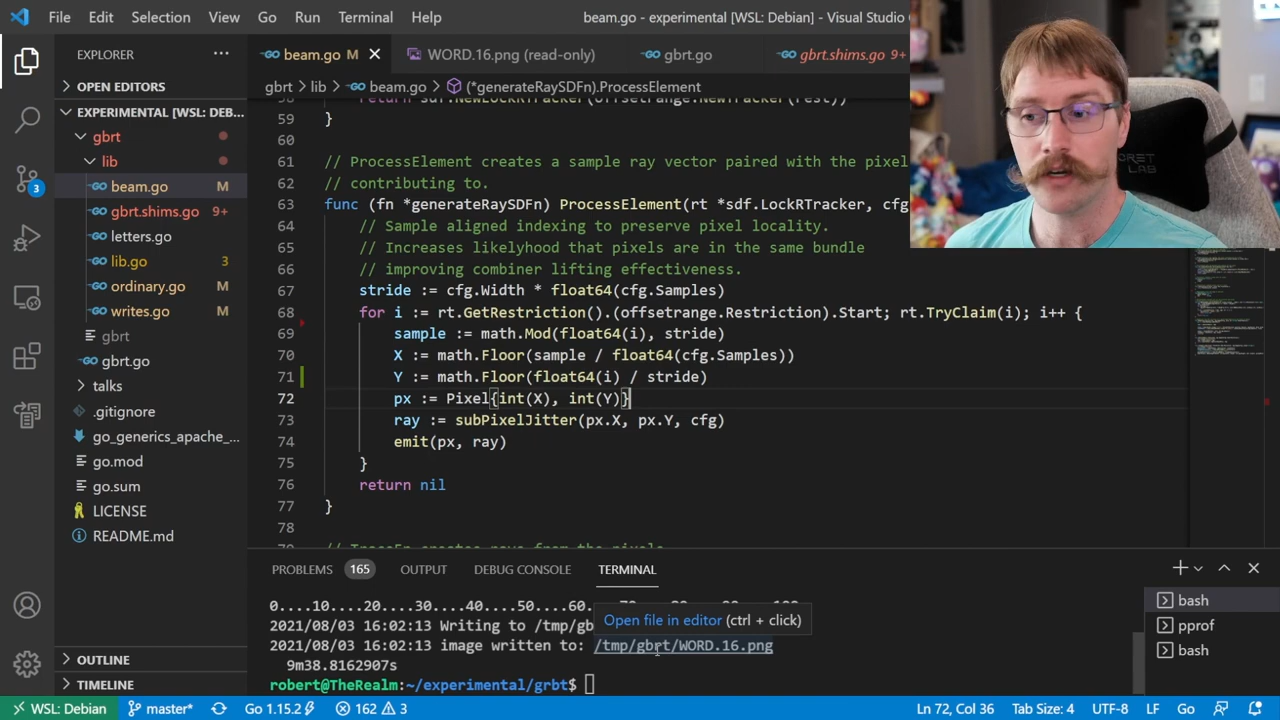 File Edit Selection View Go Run Terminal Help
beam.go - experimental [WSL: Debian] - Visual Studio
EXPLORER
beam.go M
WORD.16.png (read-only)
gbrt.go
gbrt.shims.go 9+
OPEN EDITORS
gbrt > lib > beam.go > (*generateRaySDFn).ProcessElement
EXPERIMENTAL [WSL: DEB...
gbrt
lib
beam.go M
gbrt.shims.go 9+
letters.go
lib.go 3
ordinary.go M
writes.go M
gbrt
gbrt.go
talks
.gitignore
go_generics_apache_...
go.mod
go.sum
LICENSE
README.md
OUTLINE
TIMELINE
3
return sdf.NewLockRTracker(offsetrange.NewTracker(rest))
59 }
60
61 // ProcessElement creates a sample ray vector paired with the pixel
62 // contributing to.
63 func (fn *generateRaySDFn) ProcessElement(rt *sdf.LockRTracker, cfg
64 // Sample aligned indexing to preserve pixel locality.
65 // Increases likelyhood that pixels are in the same bundle
66 // improving combiner lifting effectiveness.
67 stride := cfg.Width * float64(cfg.Samples)
68 for i := rt.GetRestriction().(offsetrange.Restriction).Start; rt.TryClaim(i); i++ {
69 sample := math.Mod(float64(i), stride)
70 X := math.Floor(sample / float64(cfg.Samples))
71 Y := math.Floor(float64(i) / stride)
72 px := Pixel{int(X), int(Y)}
73 ray := subPixelJitter(px.X, px.Y, cfg)
74 emit(px, ray)
75 }
76 return nil
77 }
78
PROBLEMS 165 OUTPUT DEBUG CONSOLE TERMINAL
0....10....20....30....40....50....60....
2021/08/03 16:02:13 Writing to /tmp/gb
Open file in editor (ctrl + click)
2021/08/03 16:02:13 image written to: /tmp/gbrt/WORD.16.png
9m38.8162907s
robert@TheRealm:~/experimental/grbt$
bash
pprof
bash
WSL: Debian master* Go 1.15.2 162 3 Ln 72, Col 36 Tab Size: 4 UTF-8 LF Go